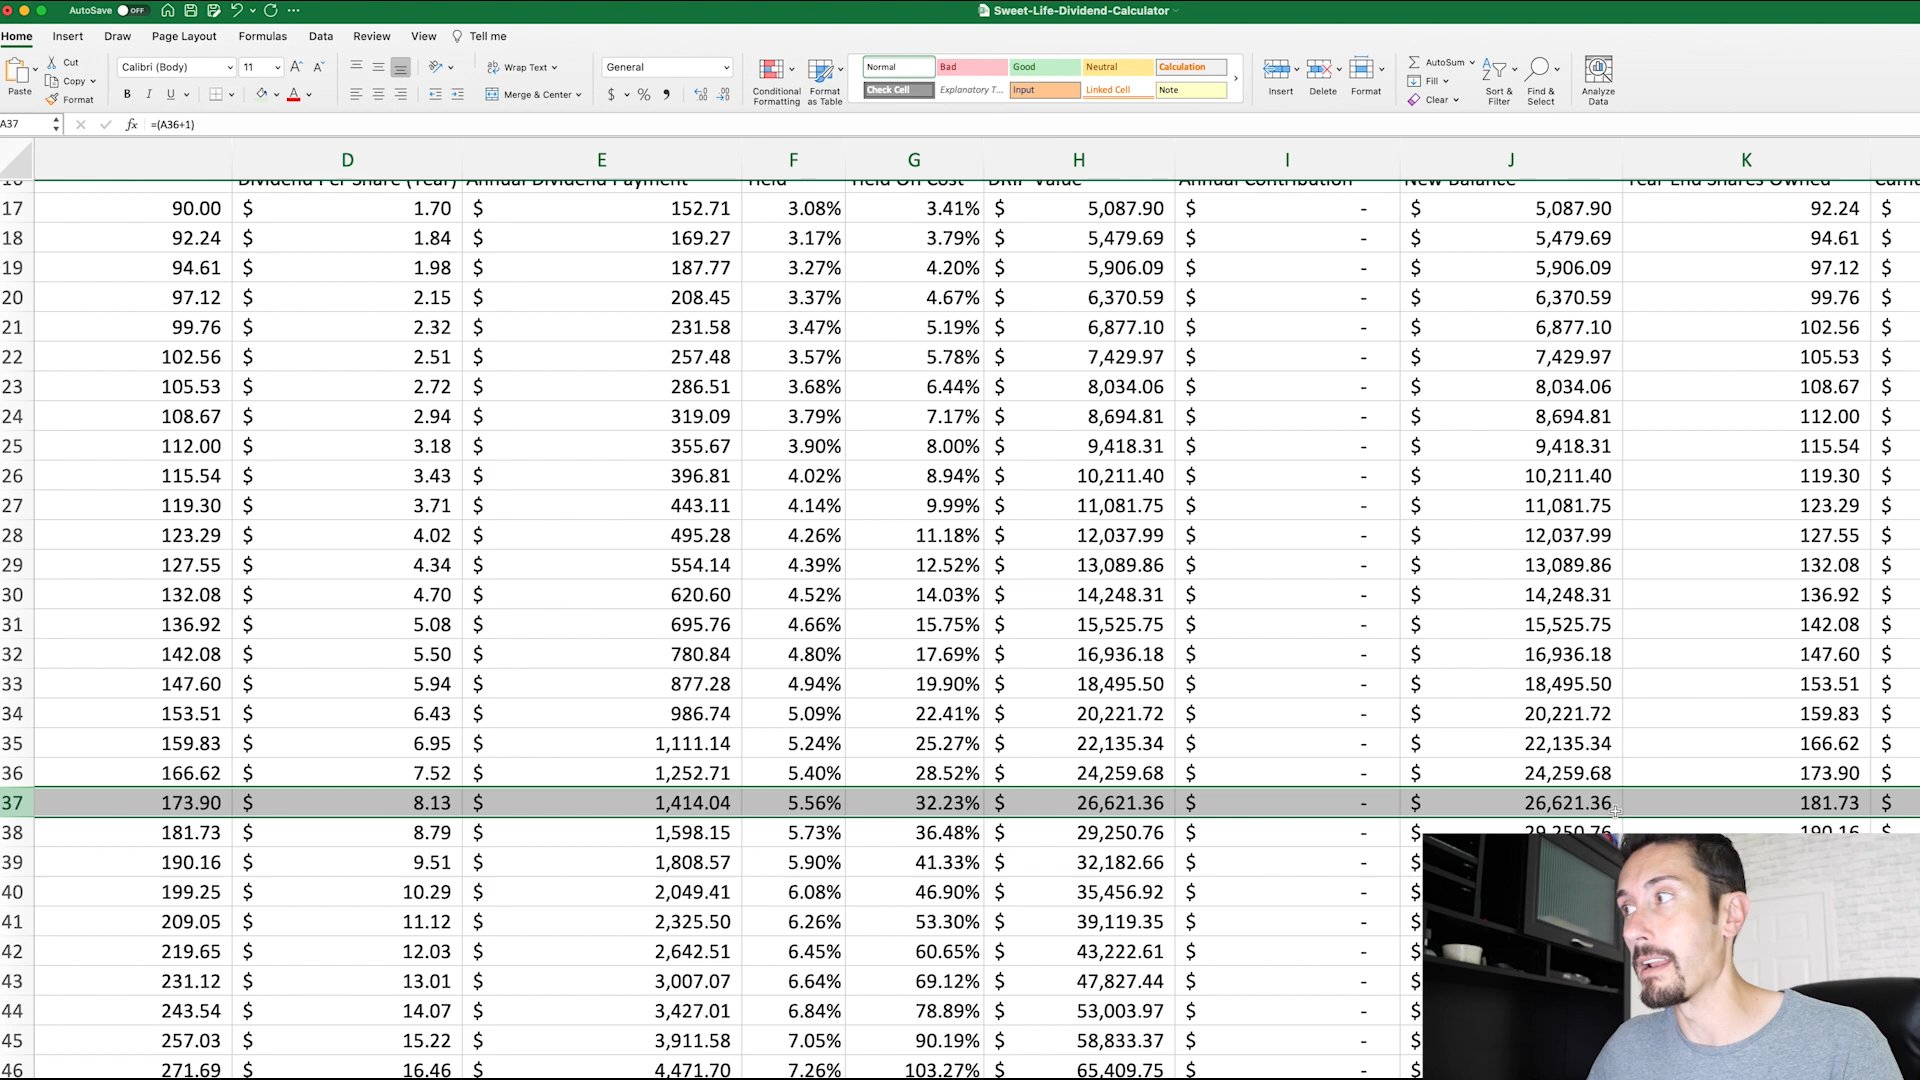 AutoSave OFF Sweet-Life-Dividend-Calculator
Home Insert Draw Page Layout Formulas Data Review View Tell me
Paste Cut Copy Format
Calibri (Body) 11 Wrap Text Merge & Center General
Conditional Formatting Format as Table
Normal Bad Good Neutral Calculation
Check Cell Explanatory T... Input Linked Cell Note
Insert Delete Format AutoSum Fill Clear Sort & Filter Find & Select Analyze Data
A37 fx =(A36+1)
D E F G H I J K
Dividend Per Share (Year) Annual Dividend Payment Annual Contribution New Balance Year End Shares Owned
17 90.00 $ 1.70 $ 152.71 3.08% 3.41% $ 5,087.90 $ - $ 5,087.90 92.24 $
18 92.24 $ 1.84 $ 169.27 3.17% 3.79% $ 5,479.69 $ - $ 5,479.69 94.61 $
19 94.61 $ 1.98 $ 187.77 3.27% 4.20% $ 5,906.09 $ - $ 5,906.09 97.12 $
20 97.12 $ 2.15 $ 208.45 3.37% 4.67% $ 6,370.59 $ - $ 6,370.59 99.76 $
21 99.76 $ 2.32 $ 231.58 3.47% 5.19% $ 6,877.10 $ - $ 6,877.10 102.56 $
22 102.56 $ 2.51 $ 257.48 3.57% 5.78% $ 7,429.97 $ - $ 7,429.97 105.53 $
23 105.53 $ 2.72 $ 286.51 3.68% 6.44% $ 8,034.06 $ - $ 8,034.06 108.67 $
24 108.67 $ 2.94 $ 319.09 3.79% 7.17% $ 8,694.81 $ - $ 8,694.81 112.00 $
25 112.00 $ 3.18 $ 355.67 3.90% 8.00% $ 9,418.31 $ - $ 9,418.31 115.54 $
26 115.54 $ 3.43 $ 396.81 4.02% 8.94% $ 10,211.40 $ - $ 10,211.40 119.30 $
27 119.30 $ 3.71 $ 443.11 4.14% 9.99% $ 11,081.75 $ - $ 11,081.75 123.29 $
28 123.29 $ 4.02 $ 495.28 4.26% 11.18% $ 12,037.99 $ - $ 12,037.99 127.55 $
29 127.55 $ 4.34 $ 554.14 4.39% 12.52% $ 13,089.86 $ - $ 13,089.86 132.08 $
30 132.08 $ 4.70 $ 620.60 4.52% 14.03% $ 14,248.31 $ - $ 14,248.31 136.92 $
31 136.92 $ 5.08 $ 695.76 4.66% 15.75% $ 15,525.75 $ - $ 15,525.75 142.08 $
32 142.08 $ 5.50 $ 780.84 4.80% 17.69% $ 16,936.18 $ - $ 16,936.18 147.60 $
33 147.60 $ 5.94 $ 877.28 4.94% 19.90% $ 18,495.50 $ - $ 18,495.50 153.51 $
34 153.51 $ 6.43 $ 986.74 5.09% 22.41% $ 20,221.72 $ - $ 20,221.72 159.83 $
35 159.83 $ 6.95 $ 1,111.14 5.24% 25.27% $ 22,135.34 $ - $ 22,135.34 166.62 $
36 166.62 $ 7.52 $ 1,252.71 5.40% 28.52% $ 24,259.68 $ - $ 24,259.68 173.90 $
37 173.90 $ 8.13 $ 1,414.04 5.56% 32.23% $ 26,621.36 $ - $ 26,621.36 181.73 $
38 181.73 $ 8.79 $ 1,598.15 5.73% 36.48% $ 29,250.76 $ - $ 29,250.76 190.16 $
39 190.16 $ 9.51 $ 1,808.57 5.90% 41.33% $ 32,182.66 $ - $
40 199.25 $ 10.29 $ 2,049.41 6.08% 46.90% $ 35,456.92 $ - $
41 209.05 $ 11.12 $ 2,325.50 6.26% 53.30% $ 39,119.35 $ - $
42 219.65 $ 12.03 $ 2,642.51 6.45% 60.65% $ 43,222.61 $ - $
43 231.12 $ 13.01 $ 3,007.07 6.64% 69.12% $ 47,827.44 $ - $
44 243.54 $ 14.07 $ 3,427.01 6.84% 78.89% $ 53,003.97 $ - $
45 257.03 $ 15.22 $ 3,911.58 7.05% 90.19% $ 58,833.37 $ - $
46 271.69 $ 16.46 $ 4,471.70 7.26% 103.27% $ 65,409.75 $ - $